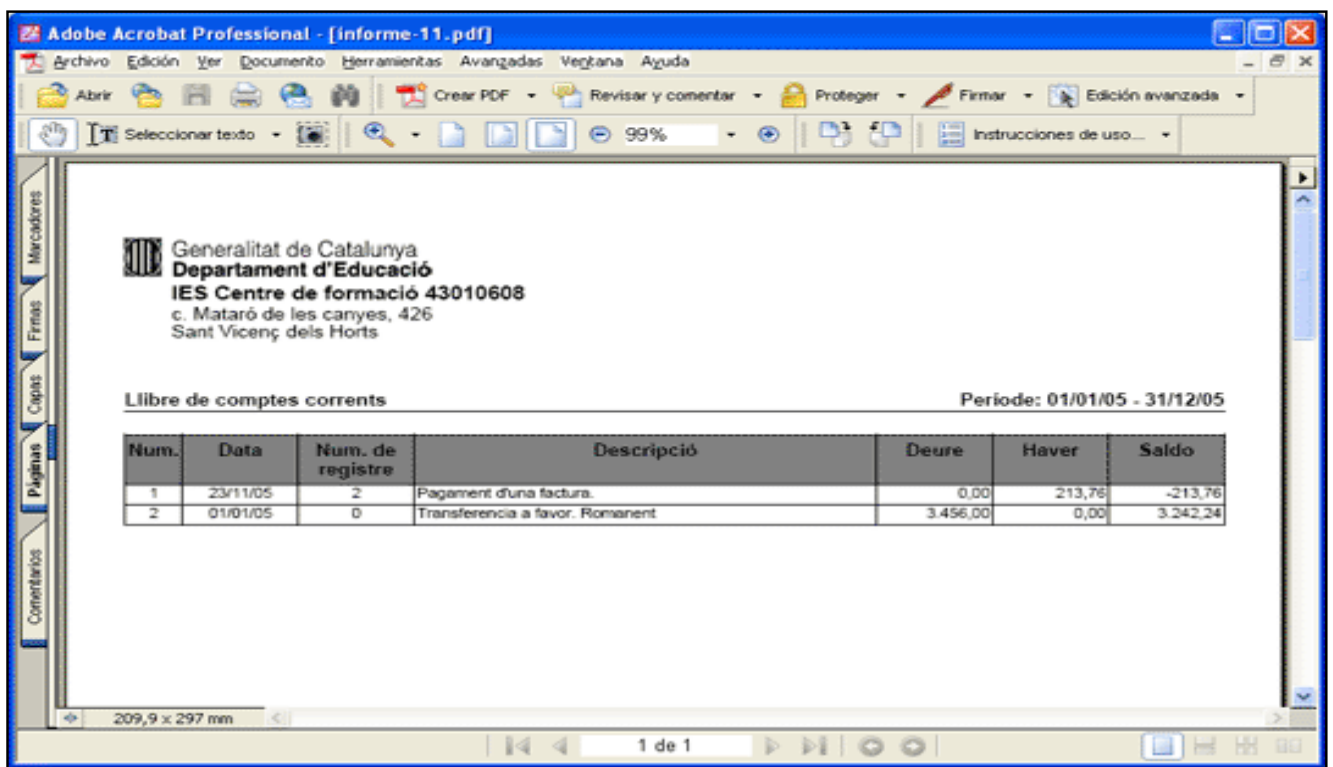 Adobe Acrobat Professional - [informe-11.pdf]
Archivo Edición Ver Documento Herramientas Avanzadas Ventana Ayuda
Abrir Crear PDF Revisar y comentar Proteger Firmar Edición avanzada
Seleccionar texto 99% Instrucciones de uso...
Marcadores
Firmas
Capas
Páginas
Comentarios
Generalitat de Catalunya
Departament d'Educació
IES Centre de formació 43010608
c. Mataró de les canyes, 426
Sant Vicenç dels Horts
Llibre de comptes corrents Període: 01/01/05 - 31/12/05
Num. Data Num. de registre Descripció Deure Haver Saldo
1 23/11/05 2 Pagament d'una factura. 0,00 213,76 -213,76
2 01/01/05 0 Transferencia a favor. Romanent 3.456,00 0,00 3.242,24
209,9 x 297 mm
1 de 1